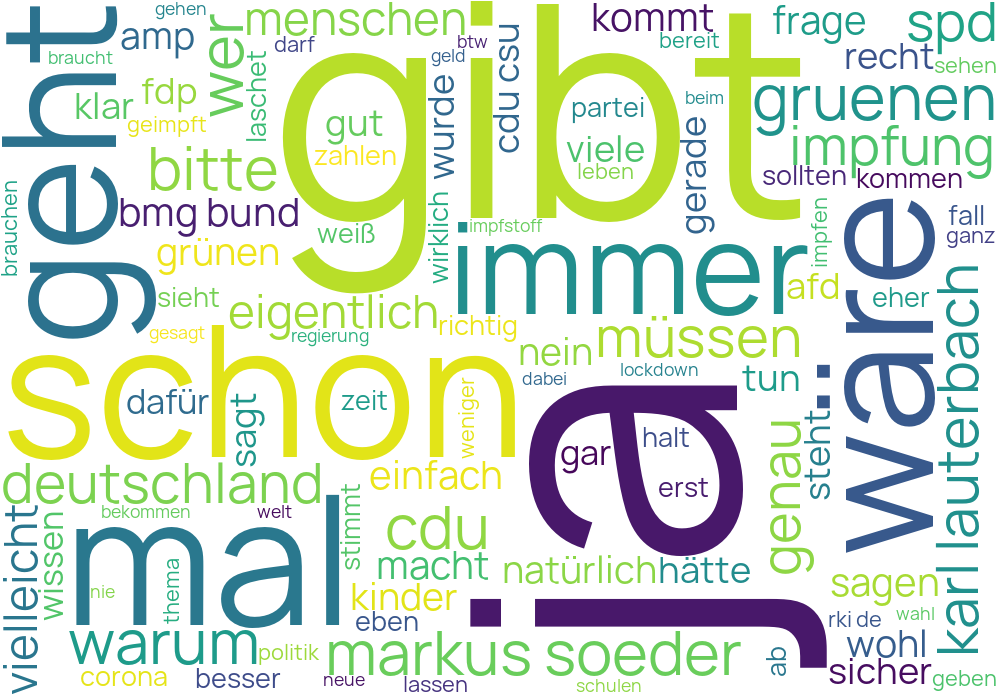 gehen
geht
amp
wer
menschen
darf
btw
kommt
frage
spd
braucht
laschet
geld
cdu csu
bereit
recht
sehen
klar
fdp
geimpft
gibt
gut
zahlen
wurde
partei
beim
viele
leben
gerade
gruenen
impfung
sollten
kommen
bitte
bmg bund
weiß
wirklich
impfstoff
impfen
wäre
fall
ganz
brauchen
grünen
immer
afd
eher
sieht
eigentlich
richtig
gesagt
regierung
müssen
nein
dabei
lockdown
tun
karl lauterbach
schon
dafür
sagt
zeit
weniger
ja
gar
halt
erst
genau
steht
deutschland
einfach
bekommen
welt
stimmt
vielleicht
wissen
mal
cdu
macht
natürlich
hätte
sagen
nie
thema
kinder
eben
rki de
wahl
warum
politik
markus soeder
ab
wohl
sicher
geben
corona
besser
neue
lassen
schulen